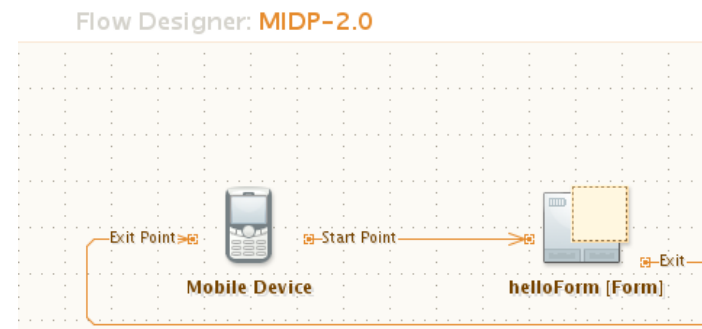 Flow Designer: MIDP-2.0
Exit Point
Start Point
Exit
Mobile Device
helloForm [Form]